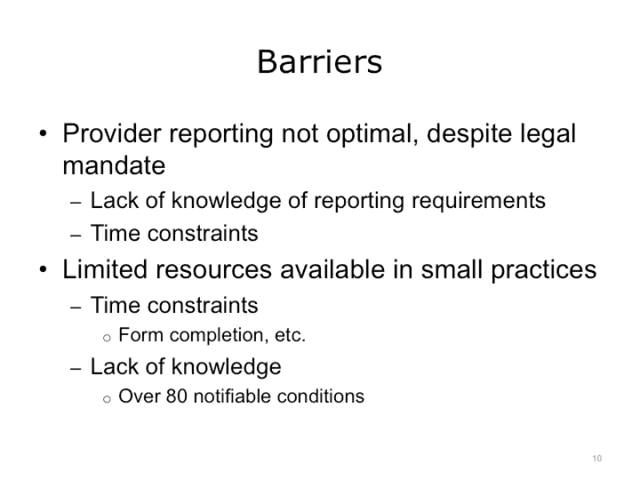 Barriers
• Provider reporting not optimal, despite legal
mandate
– Lack of knowledge of reporting requirements
– Time constraints
• Limited resources available in small practices
– Time constraints
○ Form completion, etc.
– Lack of knowledge
○ Over 80 notifiable conditions
10